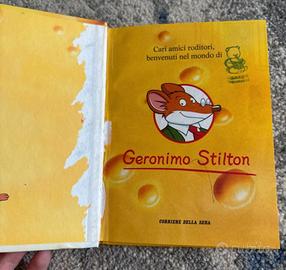 Cari amici roditori,
benvenuti nel mondo di
Geronimo Stilton
CORRIERE DELLA SERA